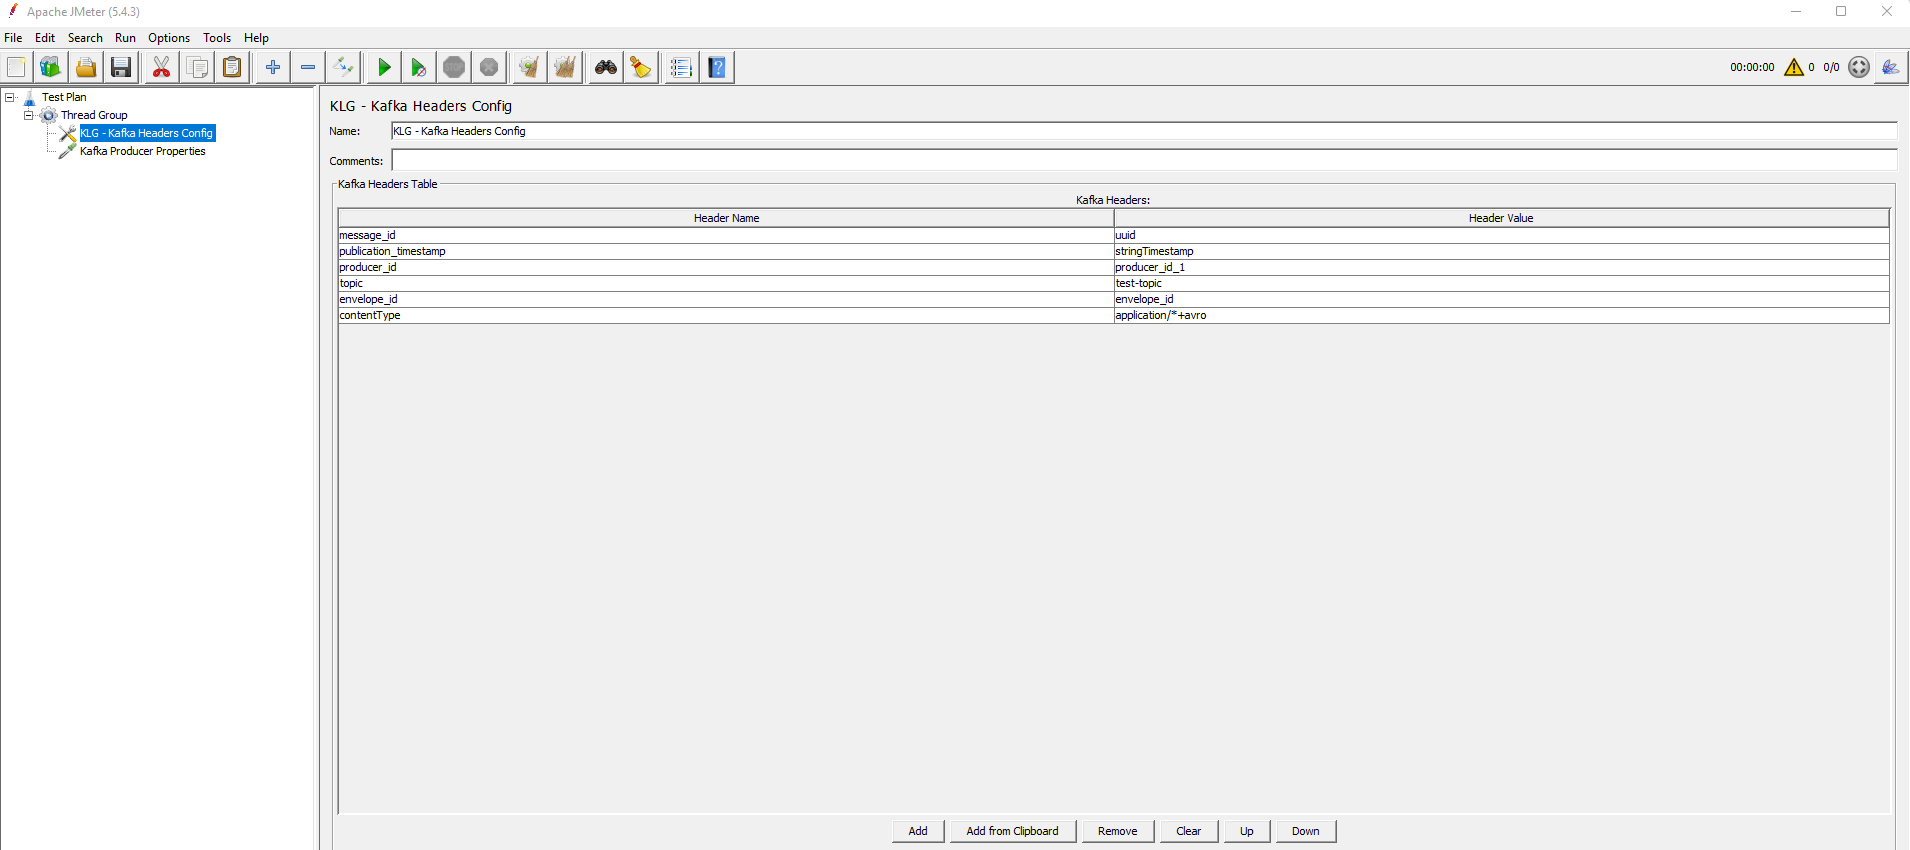 Apache JMeter (5.4.3)
File Edit Search Run Options Tools Help
STOP
00:00:00 0 0/0
Test Plan
Thread Group
KLG - Kafka Headers Config
Kafka Producer Properties
KLG - Kafka Headers Config
Name: KLG - Kafka Headers Config
Comments:
Kafka Headers Table
Kafka Headers:
Header Name Header Value
message_id uuid
publication_timestamp stringTimestamp
producer_id producer_id_1
topic test-topic
envelope_id envelope_id
contentType application/*+avro
Add Add from Clipboard Remove Clear Up Down